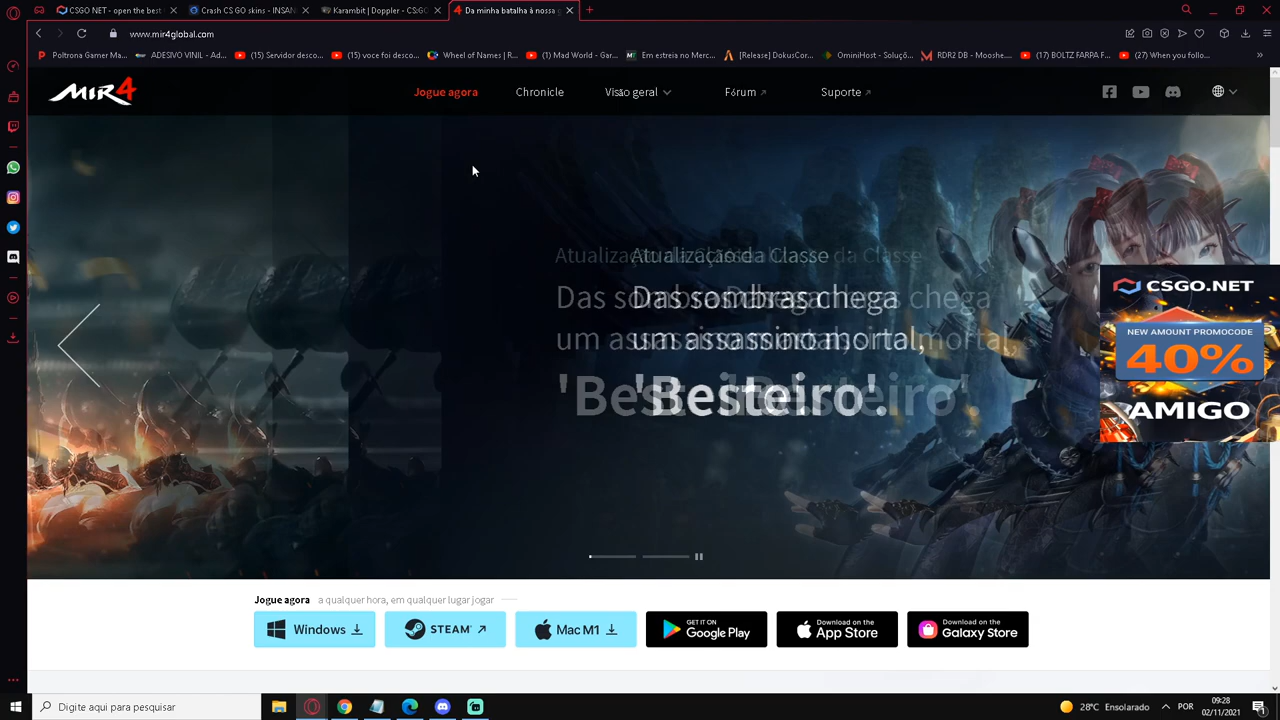 CSGO.NET - open the best
Crash CS GO skins - INSAN
Karambit | Doppler - CS:GO
Da minha batalha à nossa g
www.mir4global.com
Poltrona Gamer Ma...
ADESIVO VINIL - Ad...
(15) Servidor desco...
(15) voce foi desco...
Wheel of Names | R...
(1) Mad World - Gar...
Em estreia no Merc...
[Release] DokusCor...
OminiHost - Soluçõ...
RDR2 DB - Mooshe...
(17) BOLTZ FARPA F...
(27) When you follo...
MIR4
Jogue agora
Chronicle
Visão geral
Fórum
Suporte
Atualização da Classe
Das sombras chega
um assassino mortal,
'Besteiro'.
CSGO.NET
NEW AMOUNT PROMOCODE
40%
AMIGO
Jogue agora a qualquer hora, em qualquer lugar jogar
Windows
STEAM
Mac M1
GET IT ON
Google Play
Download on the
App Store
Download on the
Galaxy Store
Digite aqui para pesquisar
28°C Ensolarado
POR
09:28
02/11/2021
1